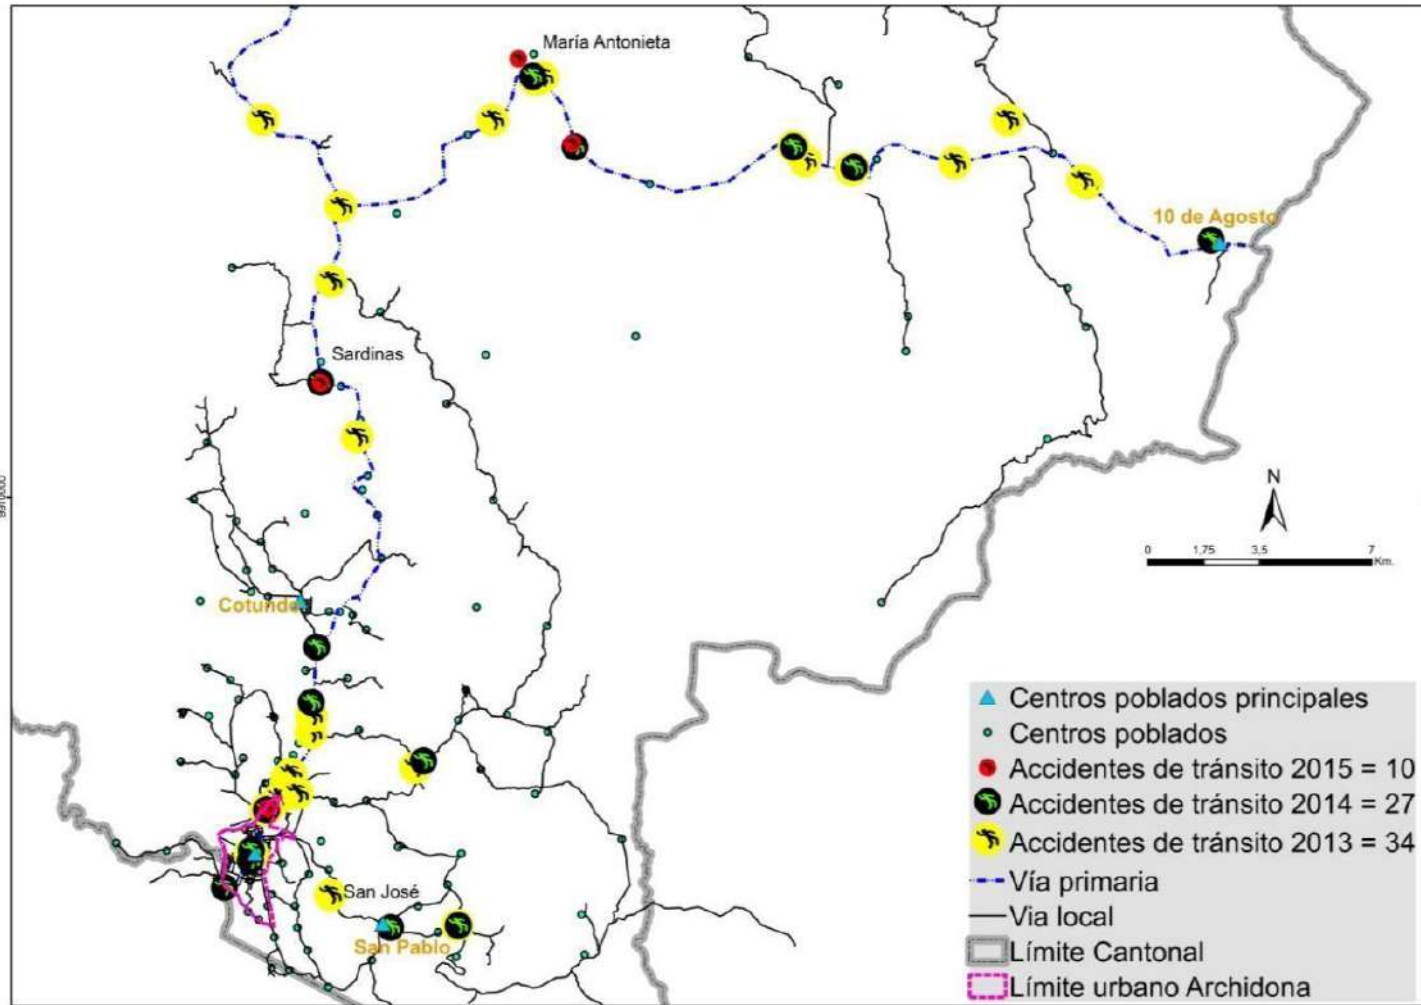 María Antonieta
10 de Agosto
Sardinas
N
0 1,75 3,5 7
Km.
Cotundo
San José
San Pablo
Centros poblados principales
Centros poblados
Accidentes de tránsito 2015 = 10
Accidentes de tránsito 2014 = 27
Accidentes de tránsito 2013 = 34
Vía primaria
Via local
Límite Cantonal
Límite urbano Archidona